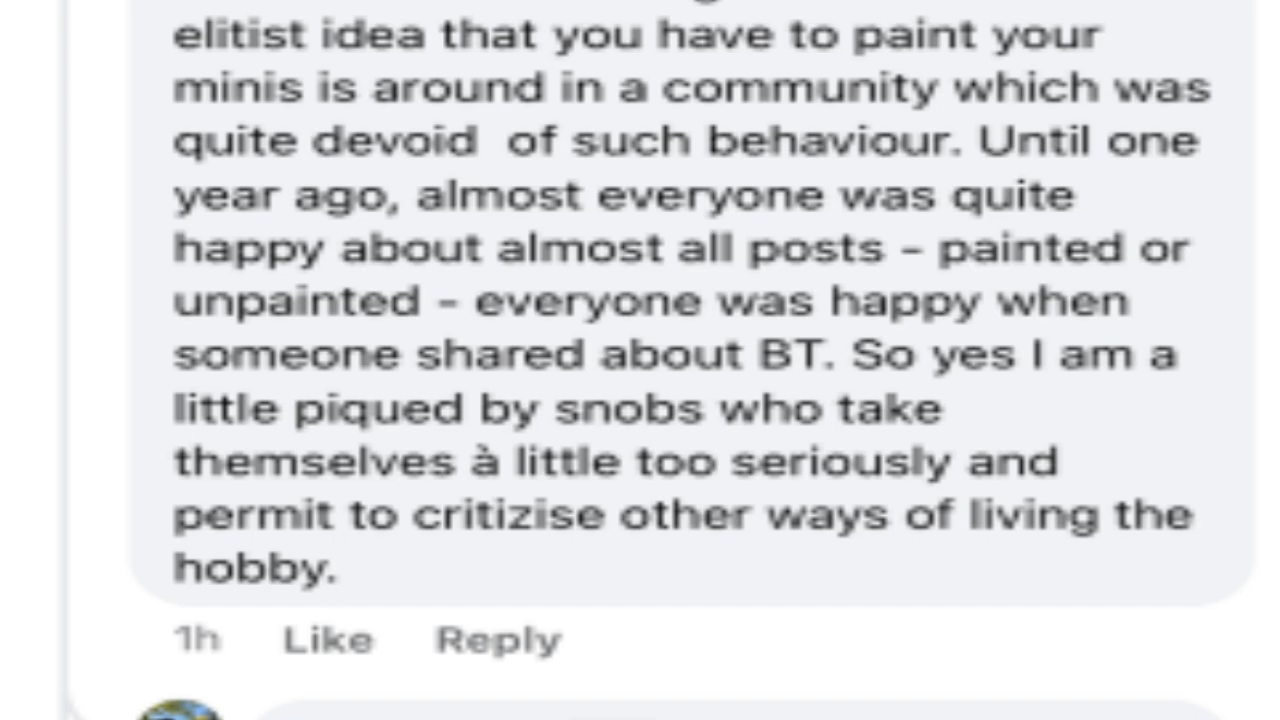 elitist idea that you have to paint your
minis is around in a community which was
quite devoid  of such behaviour. Until one
year ago, almost everyone was quite
happy about almost all posts – painted or
unpainted – everyone was happy when
someone shared about BT. So yes I am a
little piqued by snobs who take
themselves à little too seriously and
permit to critizise other ways of living the
hobby.
1h Like Reply